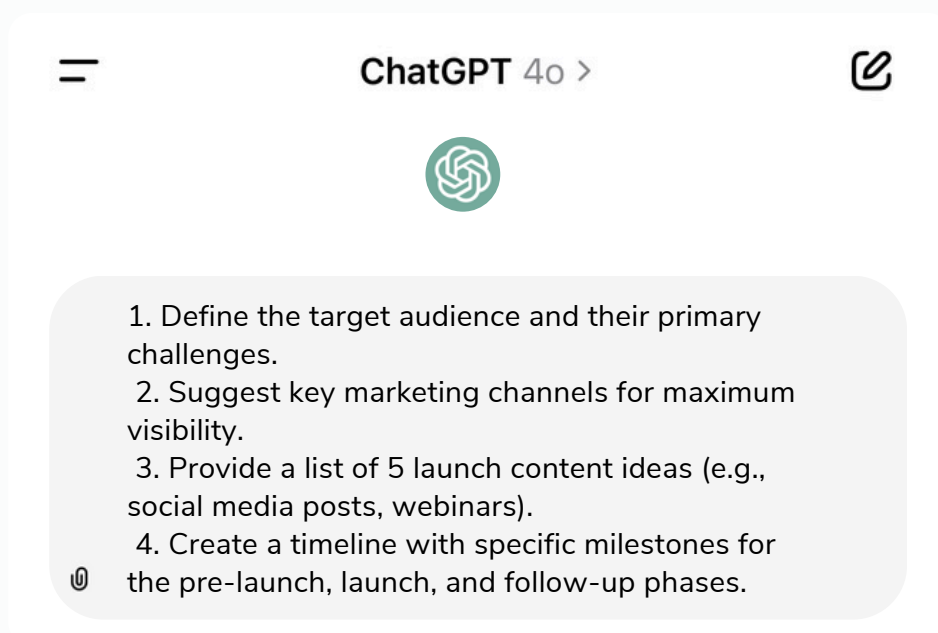 ChatGPT 4o >
1. Define the target audience and their primary
challenges.
2. Suggest key marketing channels for maximum
visibility.
3. Provide a list of 5 launch content ideas (e.g.,
social media posts, webinars).
4. Create a timeline with specific milestones for
the pre-launch, launch, and follow-up phases.